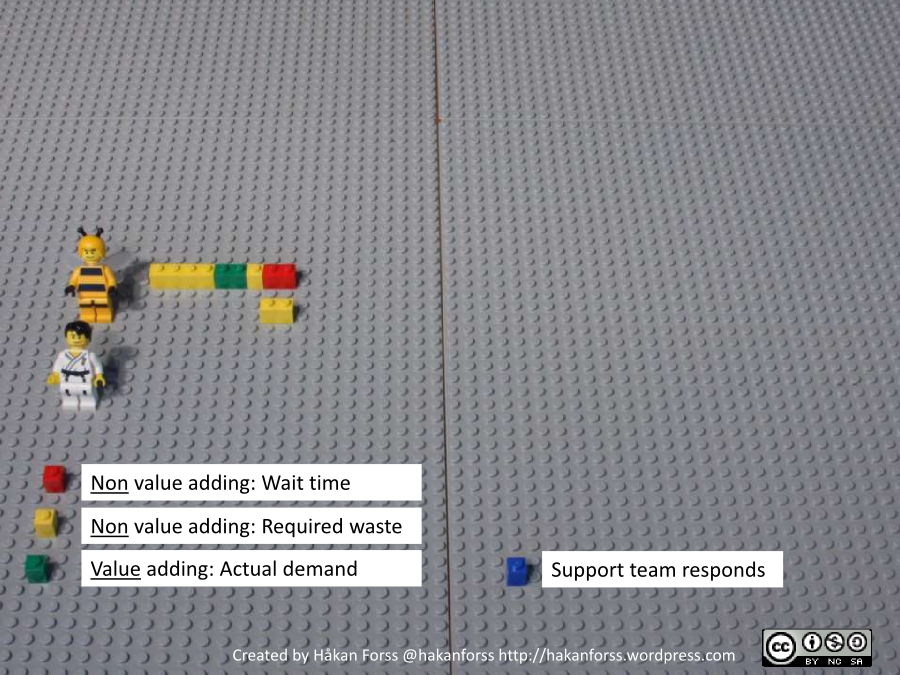 Non value adding: Wait time
Non value adding: Required waste
Value adding: Actual demand
Support team responds
Created by Håkan Forss @hakanforss http://hakanforss.wordpress.com
cc
BY NC SA